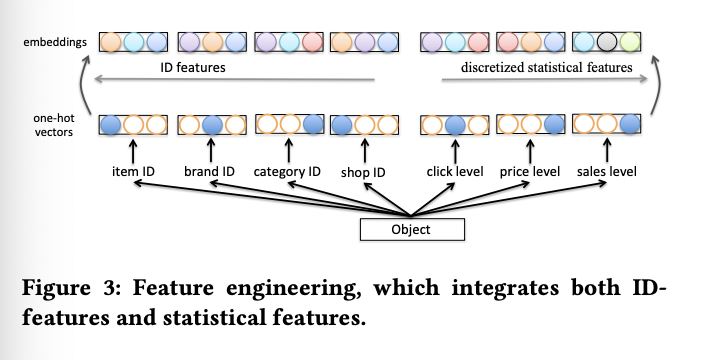 embeddings
ID features
discretized statistical features
one-hot
vectors
item ID
brand ID
category ID
shop ID
click level
price level
sales level
Object
Figure 3: Feature engineering, which integrates both ID-
features and statistical features.